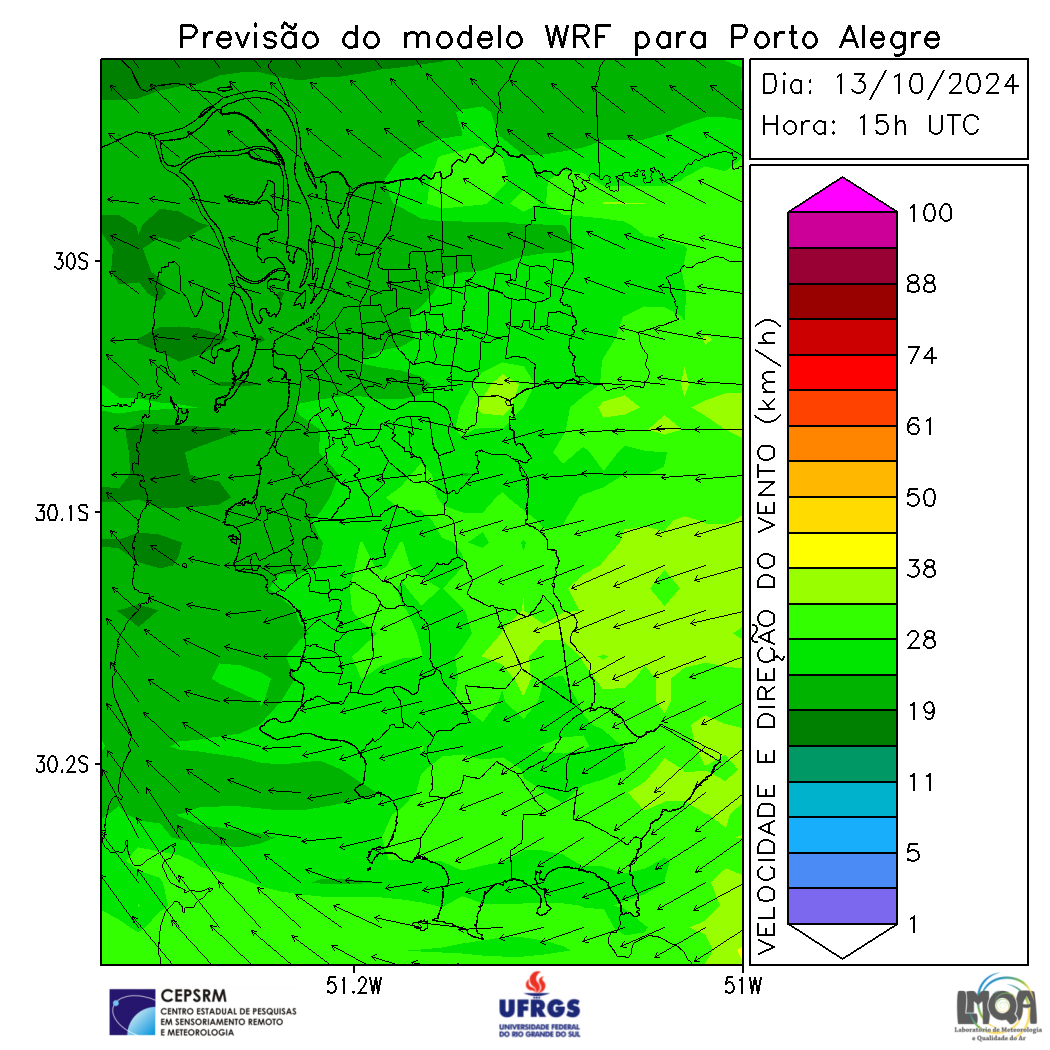 Previsão do modelo WRF para Porto Alegre
Dia: 13/10/2024
Hora: 15h UTC
30S
30.1S
30.2S
51.2W
51W
VELOCIDADE E DIREÇÃO DO VENTO (km/h)
100
88
74
61
50
38
28
19
11
5
1
CEPSRM
CENTRO ESTADUAL DE PESQUISAS
EM SENSORIAMENTO REMOTO
E METEOROLOGIA
UFRGS
UNIVERSIDADE FEDERAL
DO RIO GRANDE DO SUL
LMQA
Laboratório de Meteorologia
e Qualidade do Ar